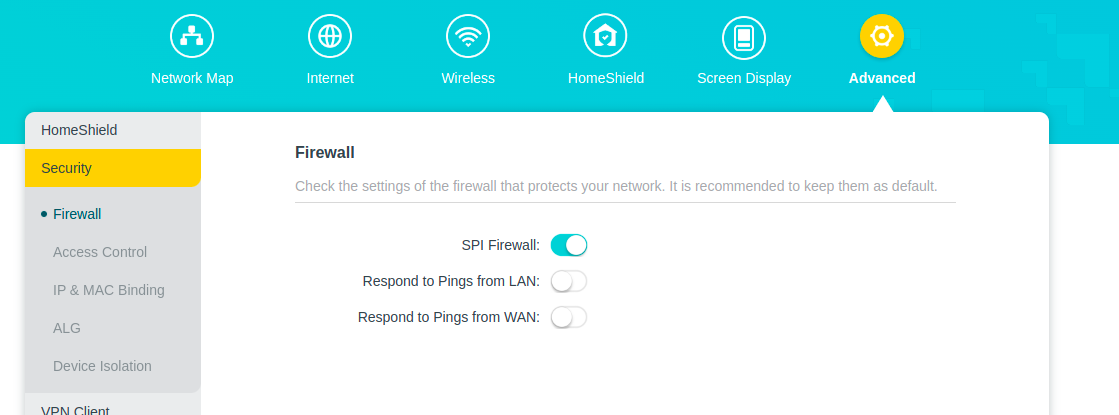 Network Map
Internet
Wireless
HomeShield
Screen Display
Advanced
HomeShield
Security
Firewall
Access Control
IP & MAC Binding
ALG
Device Isolation
VPN Client
Firewall
Check the settings of the firewall that protects your network. It is recommended to keep them as default.
SPI Firewall:
Respond to Pings from LAN:
Respond to Pings from WAN: